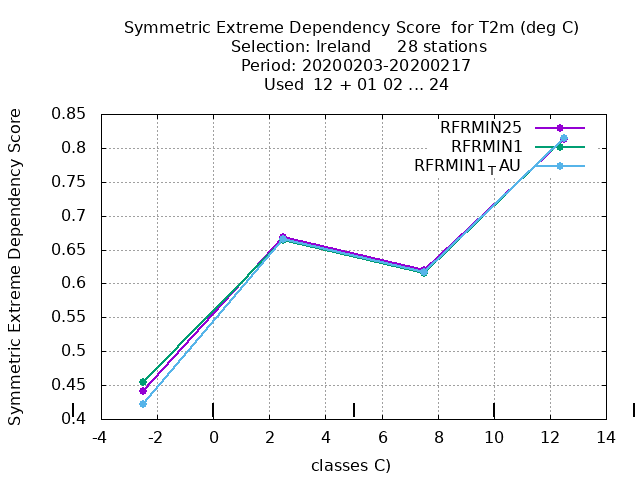 Symmetric Extreme Dependency Score  for T2m (deg C)
Selection: Ireland     28 stations
Period: 20200203-20200217
Used  12 + 01 02 ... 24
Symmetric Extreme Dependency Score
0.85
0.8
0.75
0.7
0.65
0.6
0.55
0.5
0.45
0.4
RFRMIN25
RFRMIN1
RFRMIN1TAU
-4 -2 0 2 4 6 8 10 12 14
classes C)